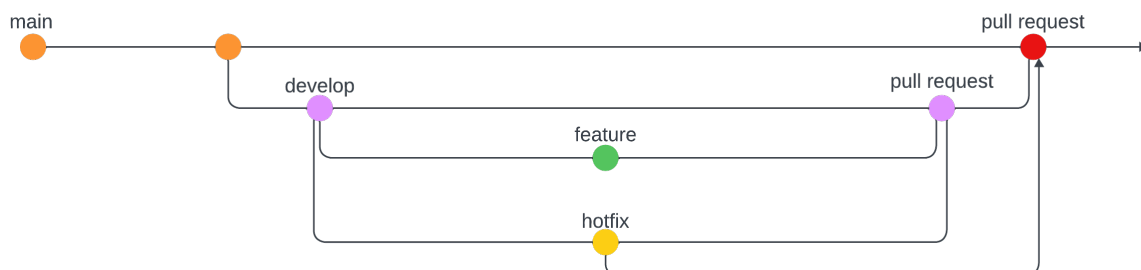 main
pull request
develop
pull request
feature
hotfix